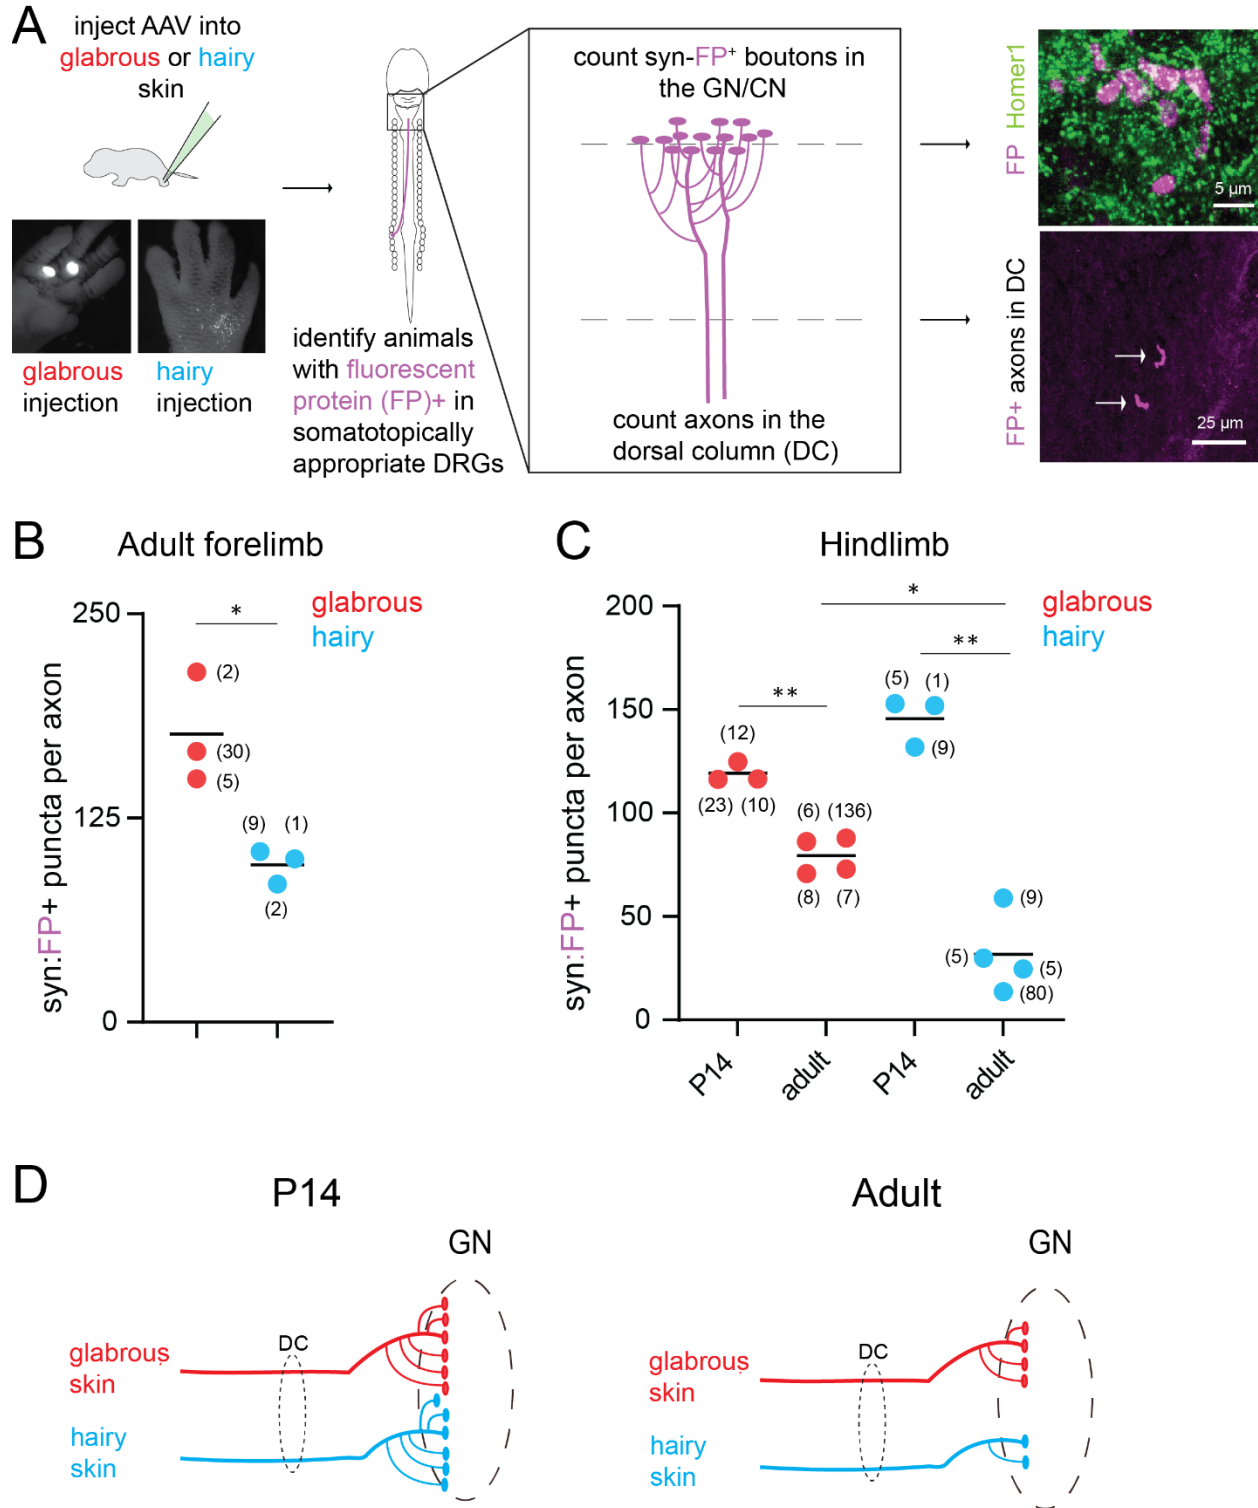 A
inject AAV into
glabrous or hairy
skin
glabrous
injection
hairy
injection
identify animals
with fluorescent
protein (FP)+ in
somatotopically
appropriate DRGs
count syn-FP⁺ boutons in
the GN/CN
count axons in the
dorsal column (DC)
FP Homer1
5 µm
FP+ axons in DC
25 µm
B
Adult forelimb
glabrous
hairy
syn:FP+ puncta per axon
250
125
0
*
(2)
(30)
(5)
(9) (1)
(2)
C
Hindlimb
glabrous
hairy
syn:FP+ puncta per axon
200
150
100
50
0
*
**
**
(12)
(23) (10)
(6) (136)
(8) (7)
(5) (1)
(9)
(9)
(5) (5)
(80)
P14
adult
P14
adult
D
P14
GN
DC
glabrous
skin
hairy
skin
Adult
GN
DC
glabrous
skin
hairy
skin